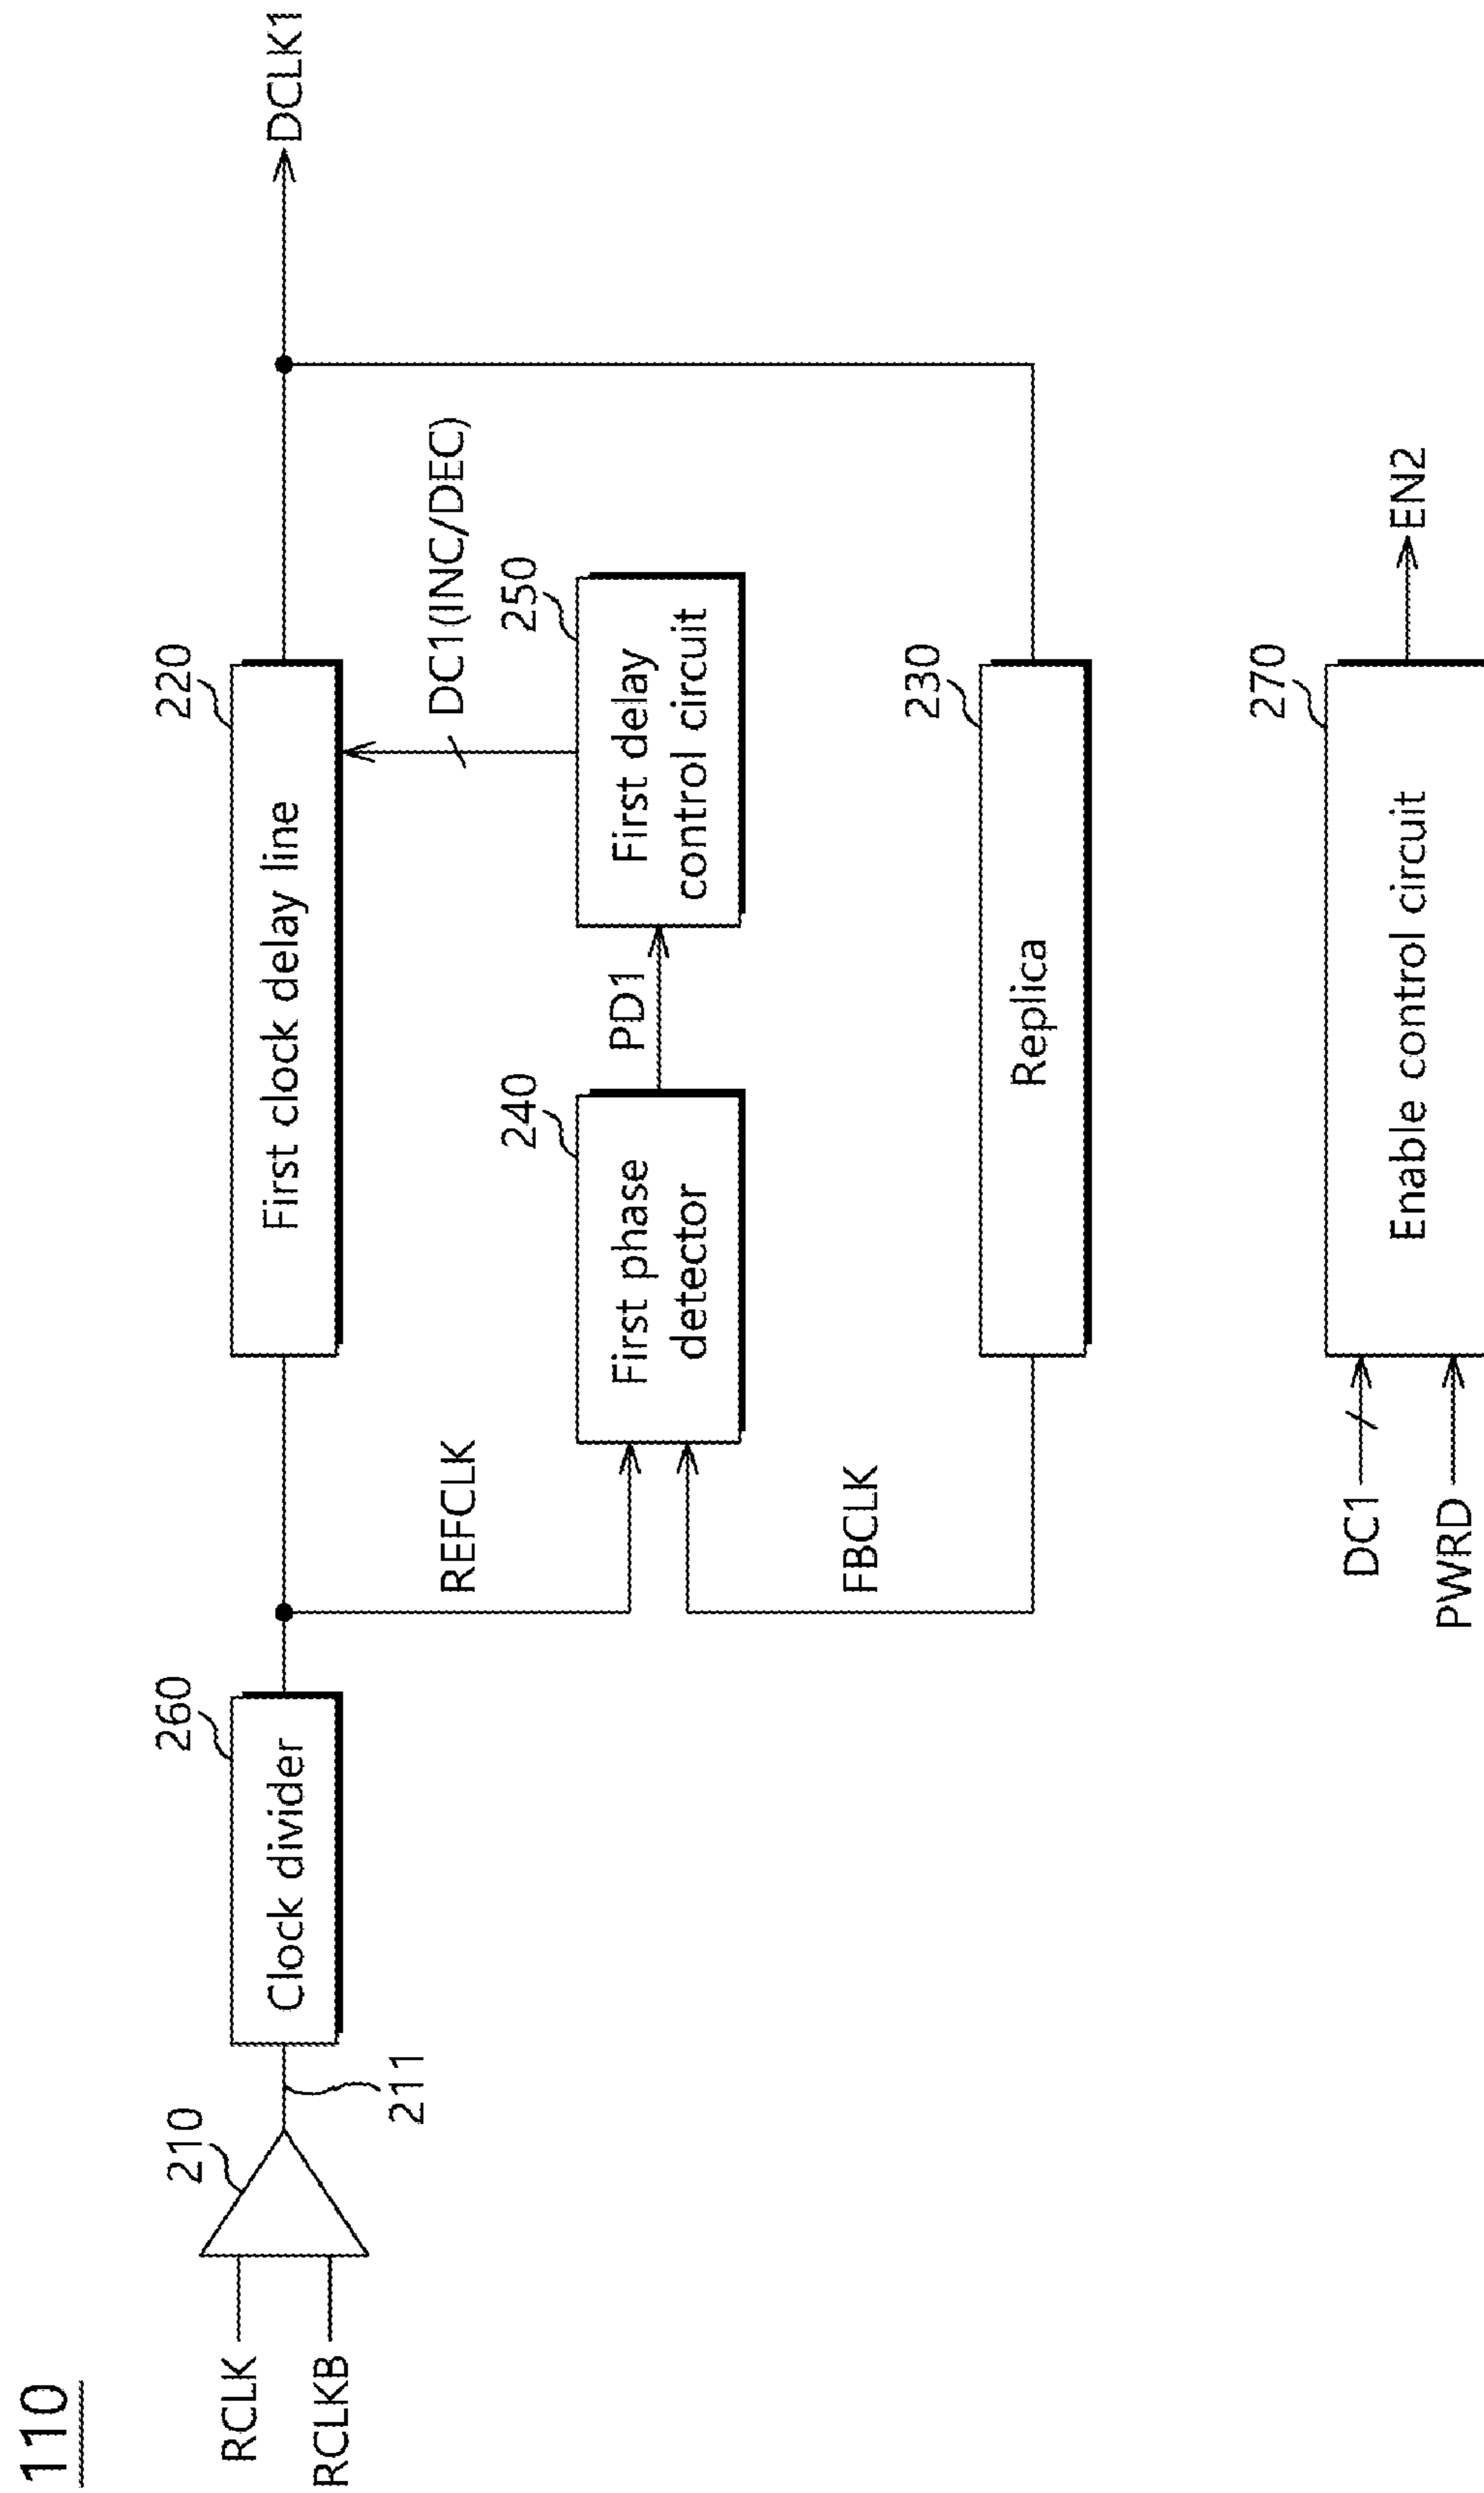 110
RCLK
RCLKB
210
211
260
Clock divider
REFCLK
220
First clock delay line
DC1(INC/DEC)
DCLK1
240
First phase
detector
PD1
250
First delay
control circuit
FBCLK
230
Replica
DC1
PWRD
270
Enable control circuit
EN2